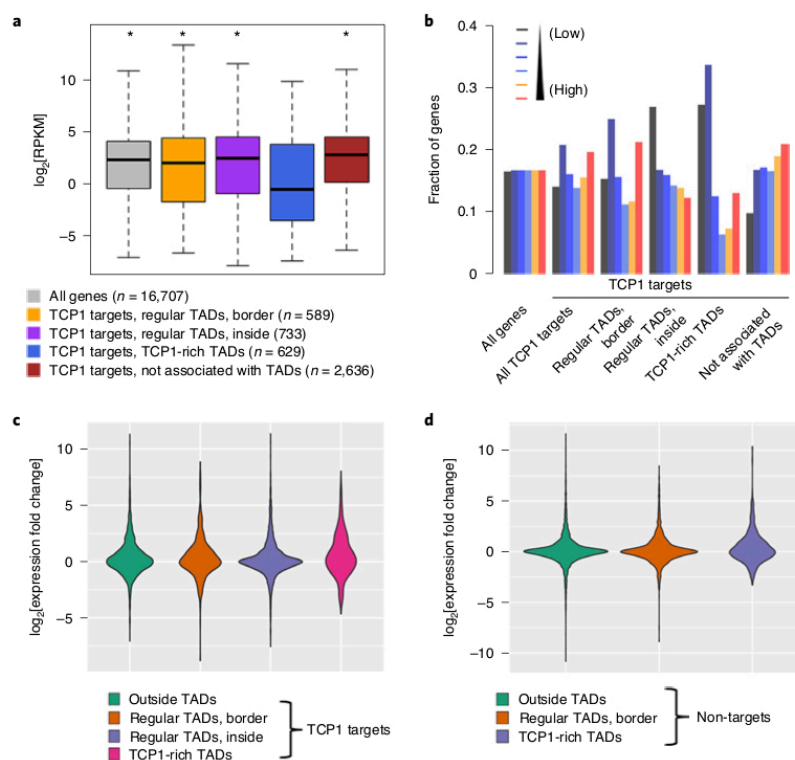 a
* * * *
log2[RPKM]
10
5
0
−5
All genes (n = 16,707)
TCP1 targets, regular TADs, border (n = 589)
TCP1 targets, regular TADs, inside (733)
TCP1 targets, TCP1-rich TADs (n = 629)
TCP1 targets, not associated with TADs (n = 2,636)
b
Fraction of genes
0.4
0.3
0.2
0.1
0
(Low)
(High)
TCP1 targets
All genes
All TCP1 targets
Regular TADs,
border
Regular TADs,
inside
TCP1-rich TADs
Not associated
with TADs
c
log2[expression fold change]
10
5
0
−5
Outside TADs
Regular TADs, border
Regular TADs, inside
TCP1-rich TADs
TCP1 targets
d
log2[expression fold change]
10
5
0
−5
−10
Outside TADs
Regular TADs, border
TCP1-rich TADs
Non-targets